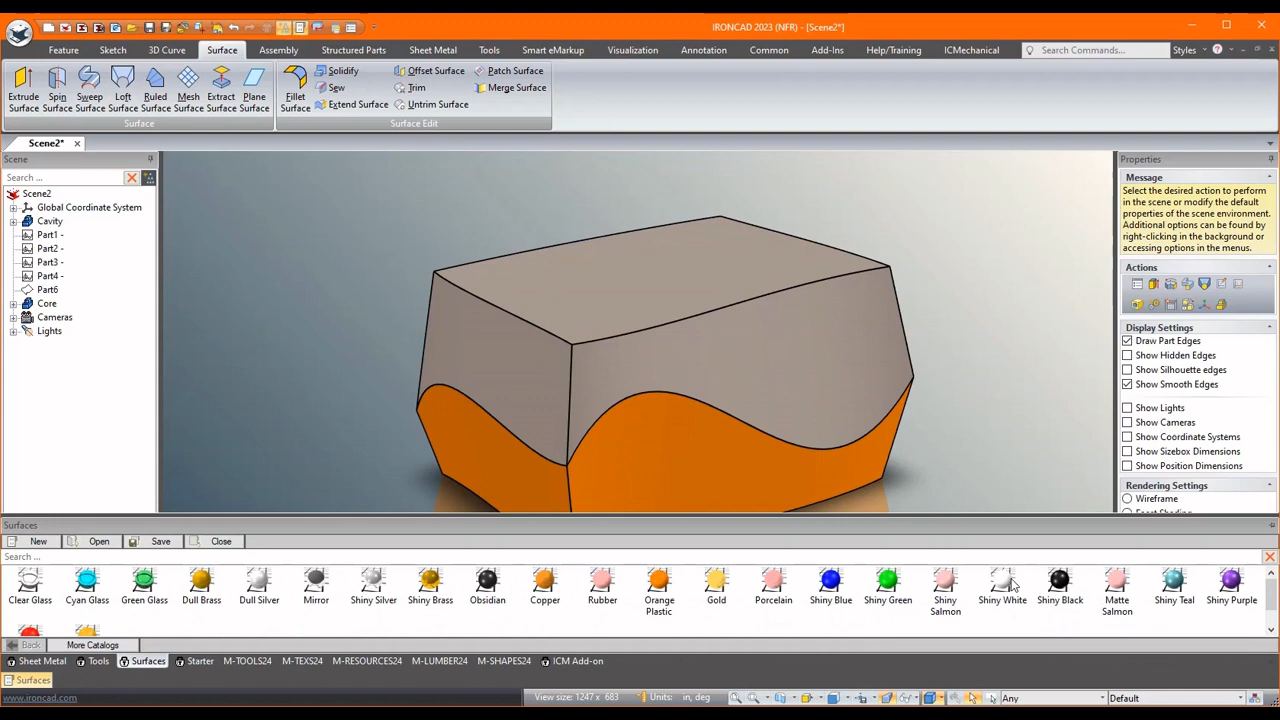 IRONCAD 2023 (NFR) - [Scene2*]
Feature Sketch 3D Curve Surface Assembly Structured Parts Sheet Metal Tools Smart eMarkup Visualization Annotation Common Add-Ins Help/Training ICMechanical Search Commands... Styles
Extrude Surface
Spin Surface
Sweep Surface
Loft Surface
Ruled Surface
Mesh Surface
Extract Surface
Plane Surface
Surface
Fillet Surface
Solidify
Sew
Extend Surface
Offset Surface
Trim
Untrim Surface
Patch Surface
Merge Surface
Surface Edit
Scene2*
Scene
Search ...
Scene2
Global Coordinate System
Cavity
Part1 -
Part2 -
Part3 -
Part4 -
Part6
Core
Cameras
Lights
Properties
Message
Select the desired action to perform
in the scene or modify the default
properties of the scene environment.
Additional options can be found by
right-clicking in the background or
accessing options in the menus.
Actions
Display Settings
Draw Part Edges
Show Hidden Edges
Show Silhouette edges
Show Smooth Edges
Show Lights
Show Cameras
Show Coordinate Systems
Show Sizebox Dimensions
Show Position Dimensions
Rendering Settings
Wireframe
Surfaces
New Open Save Close
Search ...
Clear Glass
Cyan Glass
Green Glass
Dull Brass
Dull Silver
Mirror
Shiny Silver
Shiny Brass
Obsidian
Copper
Rubber
Orange Plastic
Gold
Porcelain
Shiny Blue
Shiny Green
Shiny Salmon
Shiny White
Shiny Black
Matte Salmon
Shiny Teal
Shiny Purple
Back More Catalogs
Sheet Metal Tools Surfaces Starter M-TOOLS24 M-TEXS24 M-RESOURCES24 M-LUMBER24 M-SHAPES24 ICM Add-on
Surfaces
www.ironcad.com View size: 1247 x 683 Units: in, deg Any Default